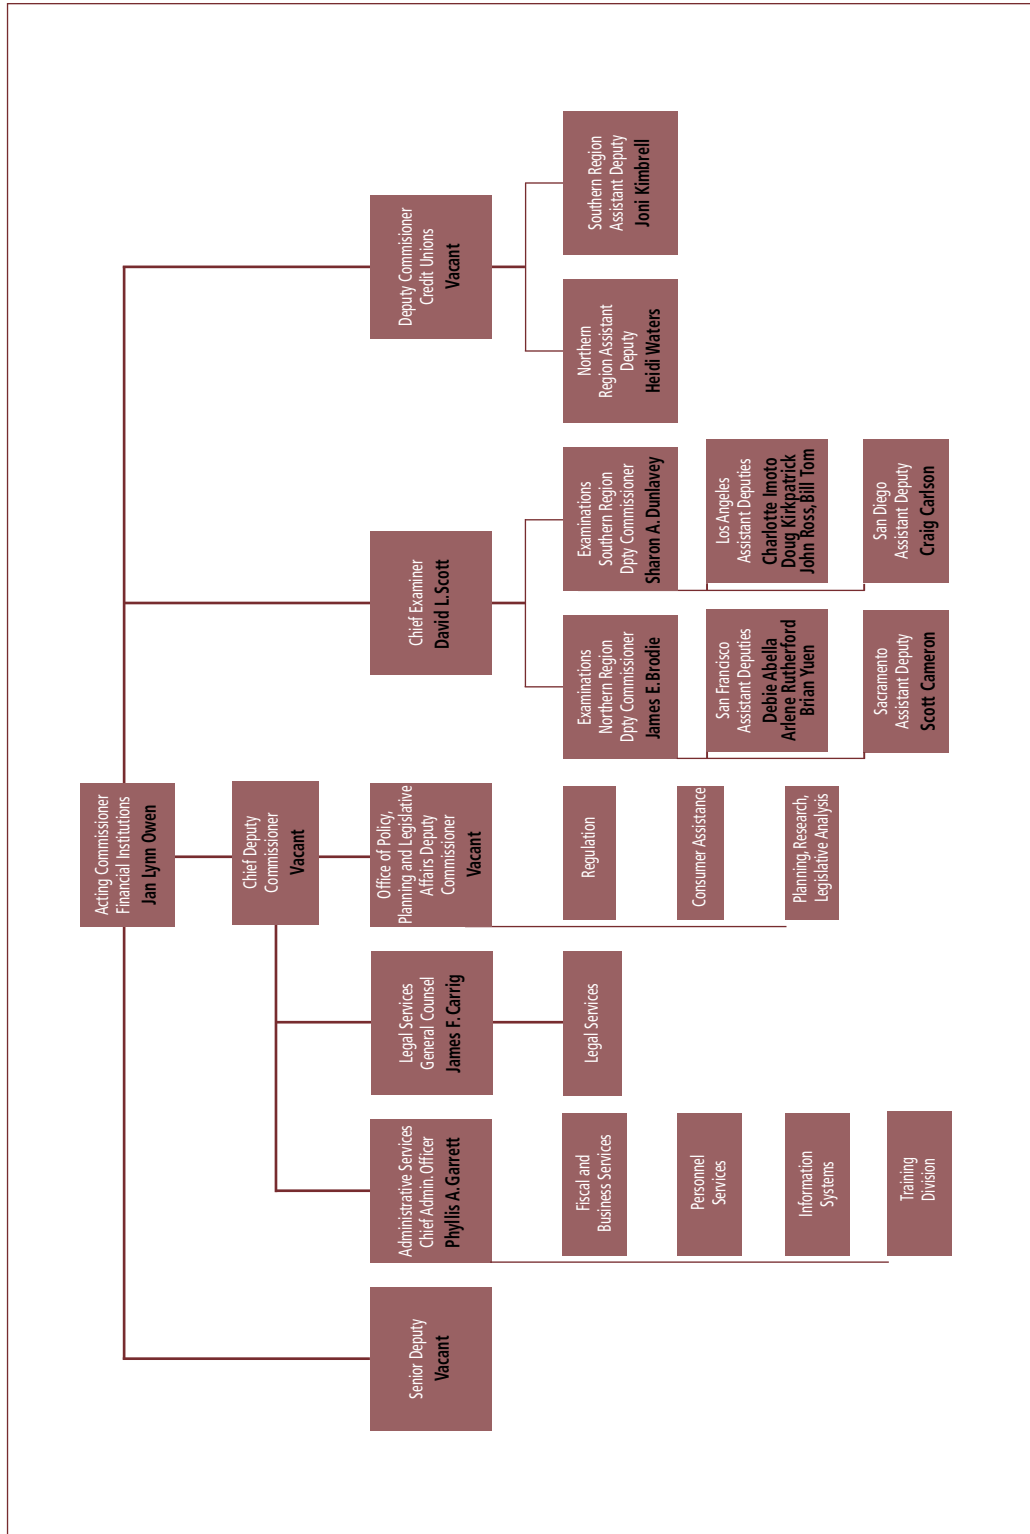 Acting Commissioner
Financial Institutions
Jan Lynn Owen
Chief Deputy
Commissioner
Vacant
Senior Deputy
Vacant
Administrative Services
Chief Admin. Officer
Phyllis A. Garrett
Legal Services
General Counsel
James F. Carrig
Office of Policy,
Planning and Legislative
Affairs Deputy
Commissioner
Vacant
Chief Examiner
David L. Scott
Deputy Commisioner
Credit Unions
Vacant
Fiscal and
Business Services
Personnel
Services
Information
Systems
Training
Division
Legal Services
Regulation
Consumer Assistance
Planning, Research,
Legislative Analysis
Examinations
Northern Region
Dpty Commissioner
James E. Brodie
San Francisco
Assistant Deputies
Debie Abella
Arlene Rutherford
Brian Yuen
Sacramento
Assistant Deputy
Scott Cameron
Examinations
Southern Region
Dpty Commissioner
Sharon A. Dunlavey
Los Angeles
Assistant Deputies
Charlotte Imoto
Doug Kirkpatrick
John Ross, Bill Tom
San Diego
Assistant Deputy
Craig Carlson
Northern
Region Assistant
Deputy
Heidi Waters
Southern Region
Assistant Deputy
Joni Kimbrell